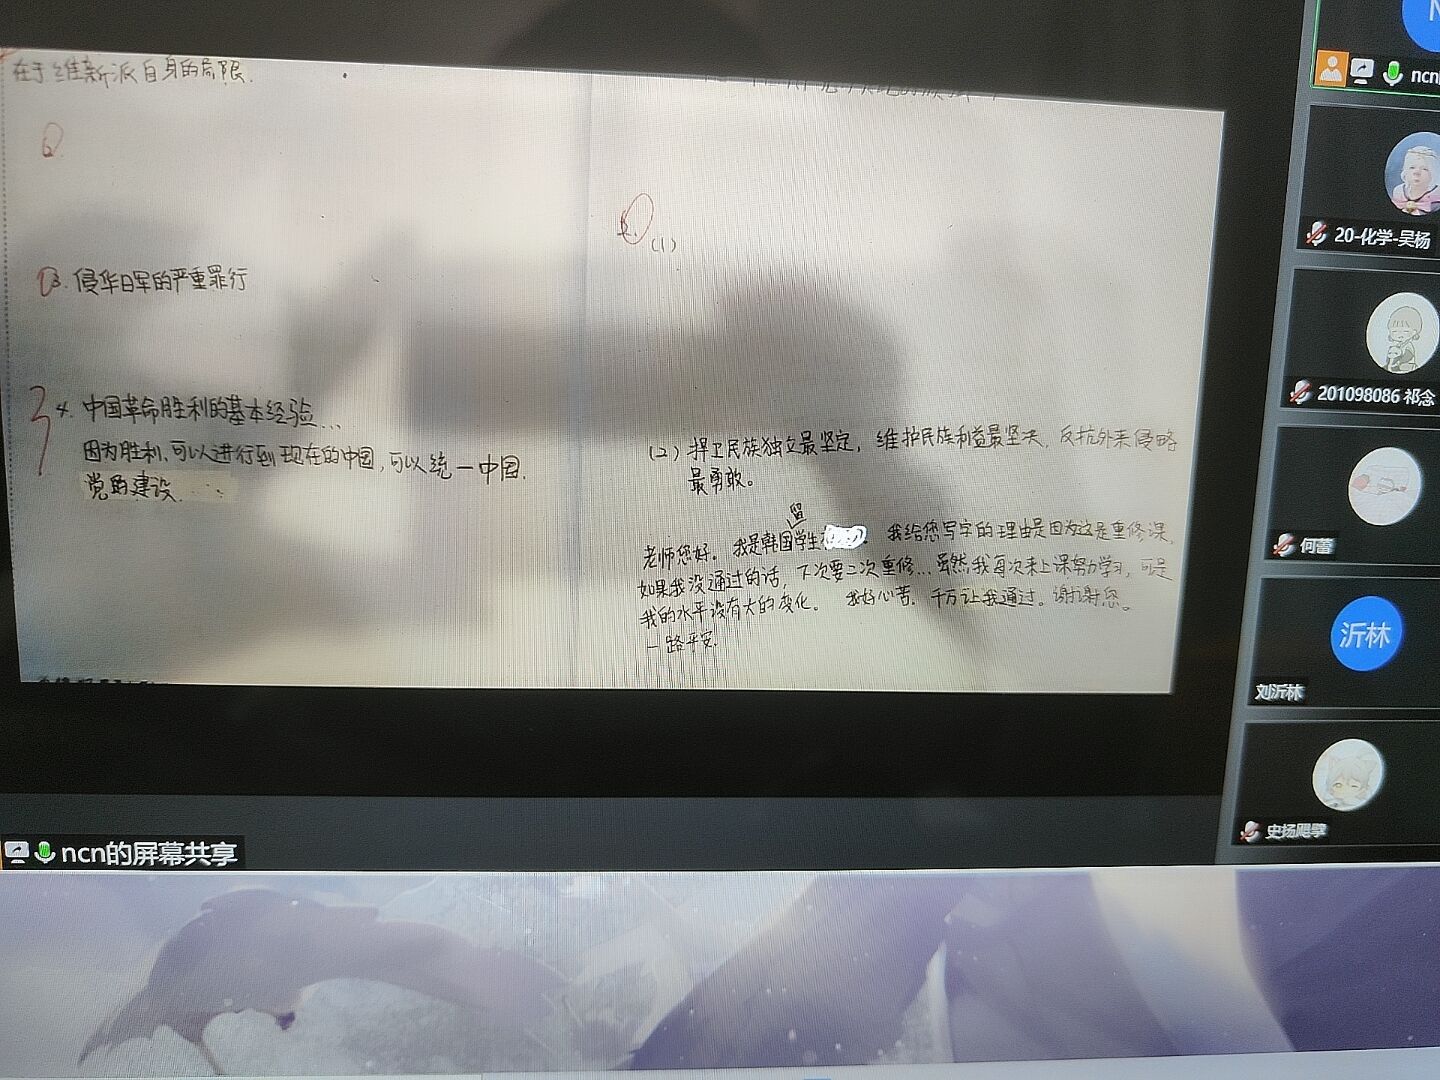 在于维新派自身的局限.
3. 侵华日军的严重罪行
3
4. 中国革命胜利的基本经验...
因为胜利,可以进行到现在的中国,可以统一中国.
党的建设.....
(1)
(2) 捍卫民族独立最坚定，维护民族利益最坚决，反抗外来侵略
最勇敢。
留
老师您好。我是韩国学生 我给您写字的理由是因为这是重修课,
如果我没通过的话，下次要二次重修...虽然我每次来上课努力学习，可是
我的水平没有大的变化。 我好心苦。千万让我通过。谢谢您。
一路平安.
ncn
20-化学-吴杨
201098086 祁念
何蕾
沂林
刘沂林
史扬飔擎
ncn的屏幕共享